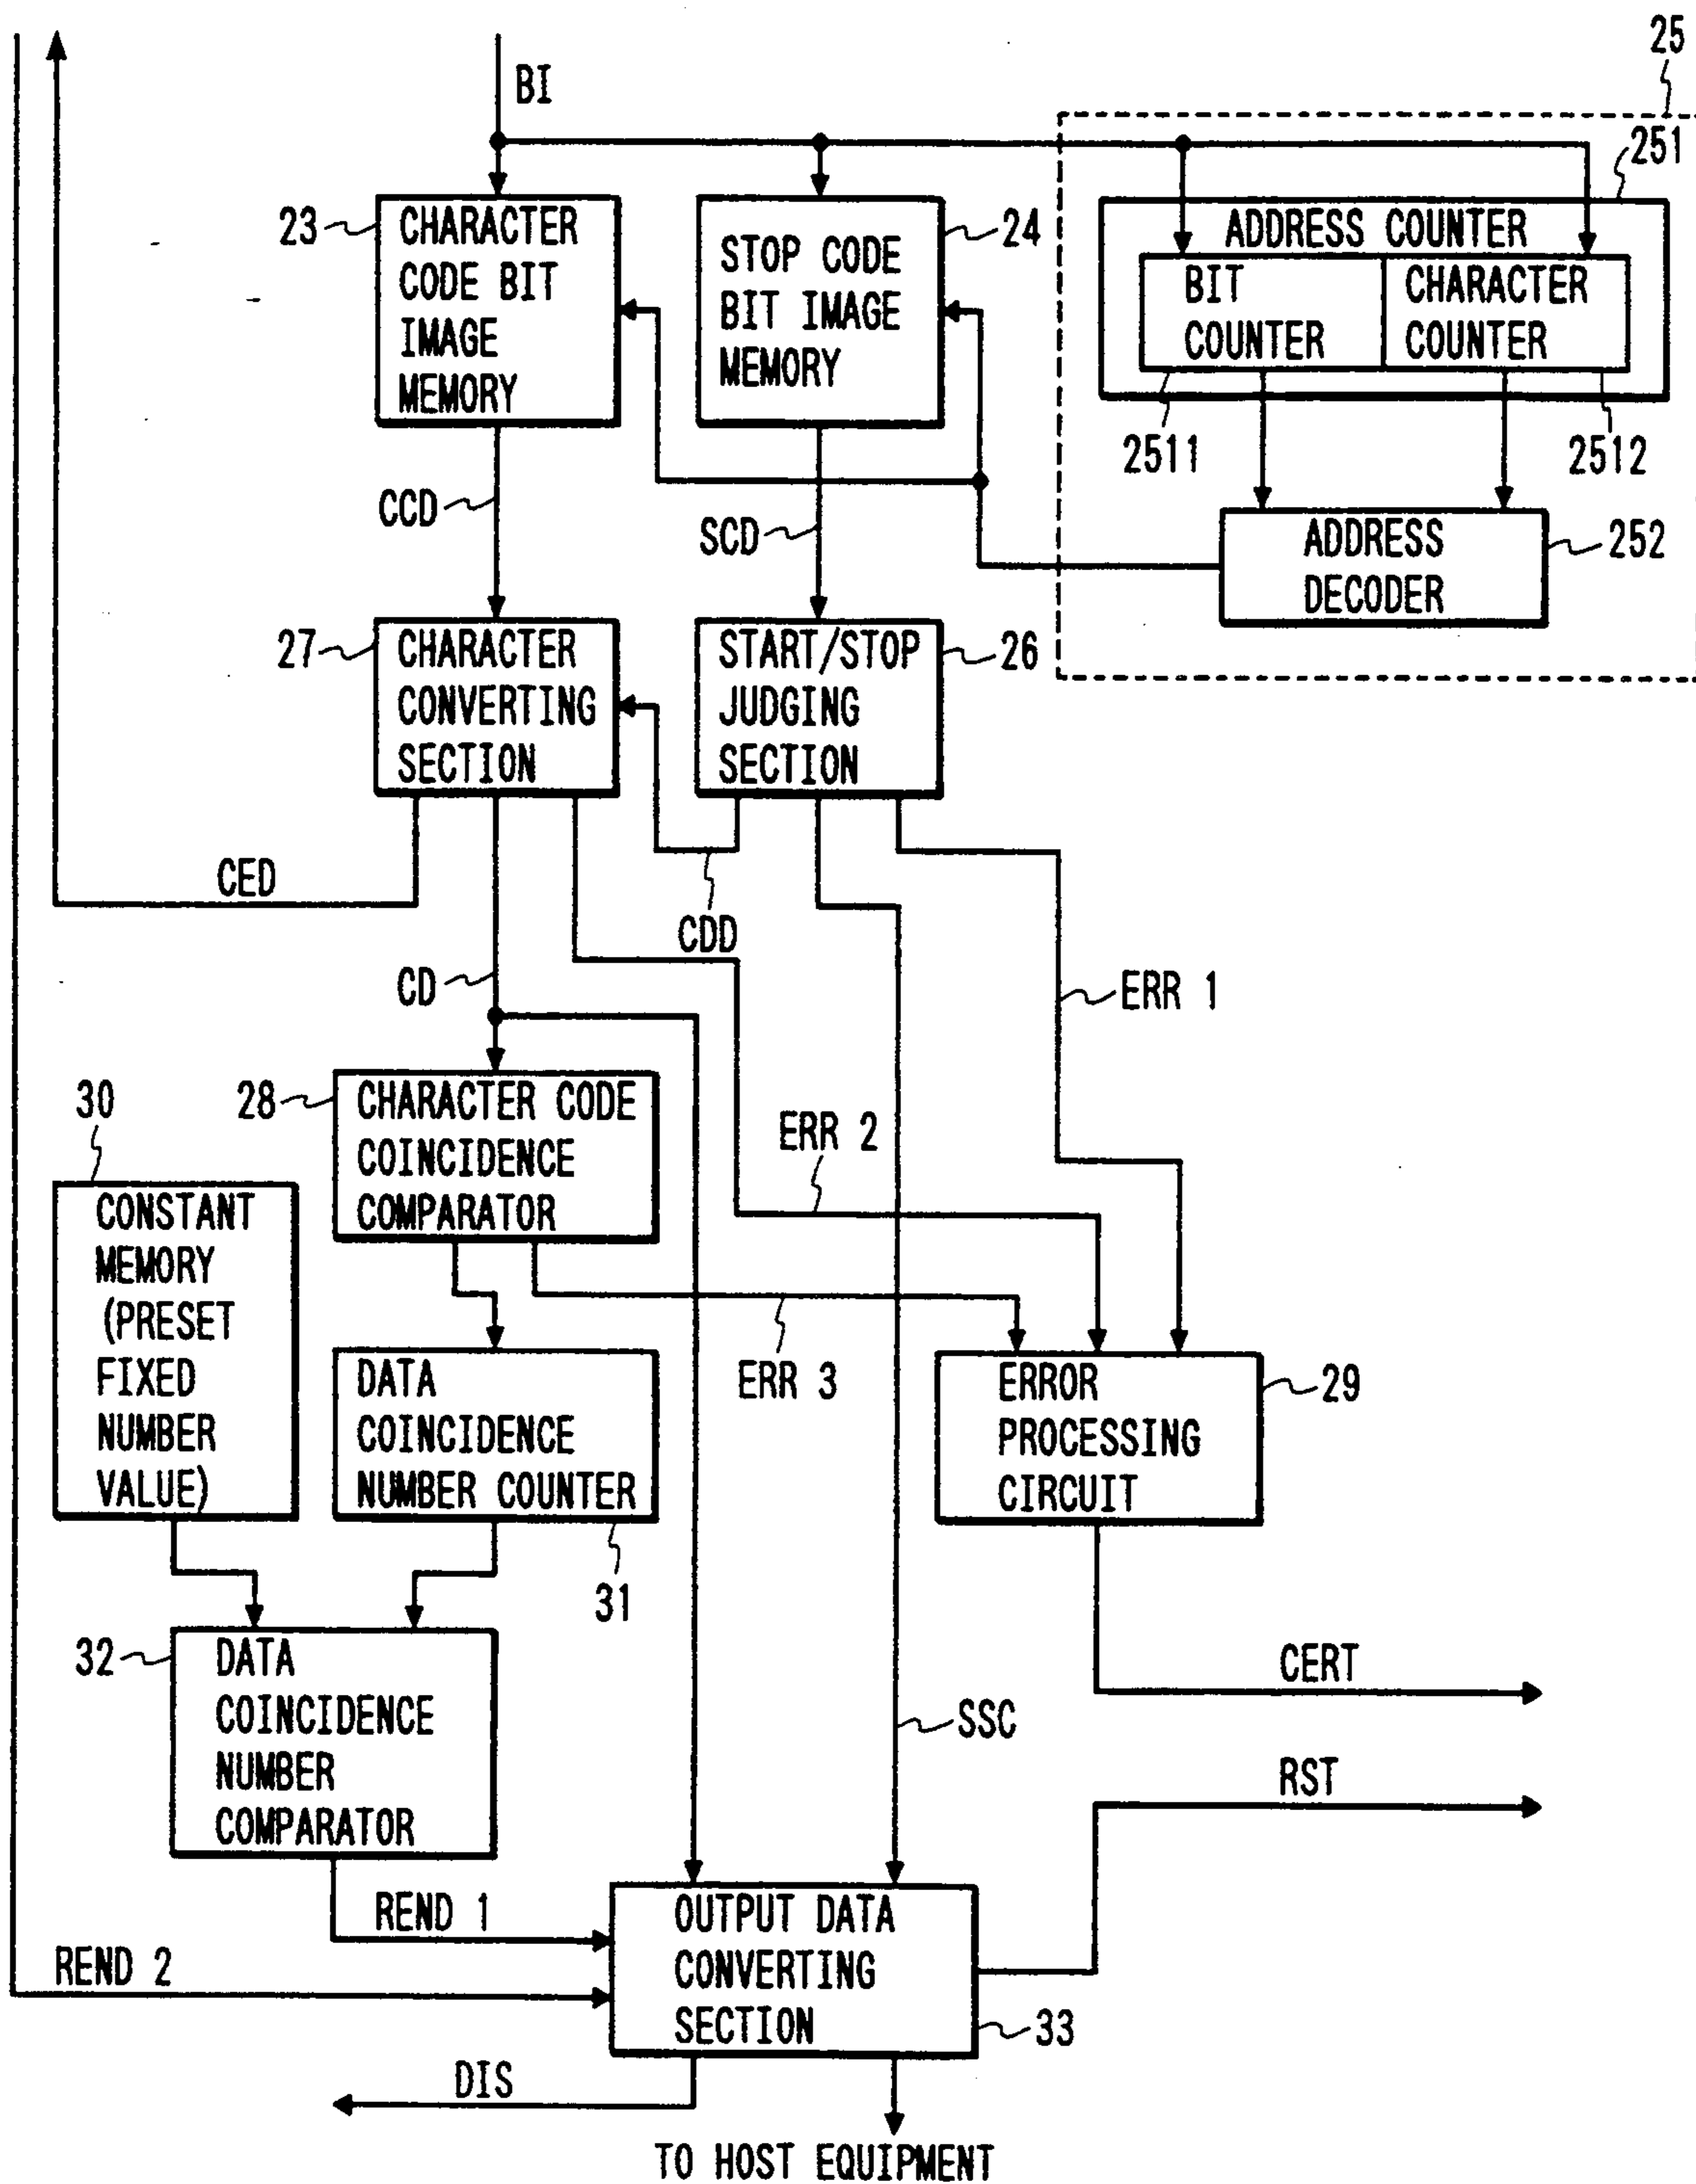 25
BI
251
23
CHARACTER
CODE BIT
IMAGE
MEMORY
STOP CODE
BIT IMAGE
MEMORY
24
ADDRESS COUNTER
BIT
COUNTER
CHARACTER
COUNTER
2511
2512
CCD
SCD
ADDRESS
DECODER
252
27
CHARACTER
CONVERTING
SECTION
START/STOP
JUDGING
SECTION
26
CED
CDD
CD
ERR 1
30
28
CHARACTER CODE
COINCIDENCE
COMPARATOR
ERR 2
CONSTANT
MEMORY
(PRESET
FIXED
NUMBER
VALUE)
DATA
COINCIDENCE
NUMBER COUNTER
ERR 3
ERROR
PROCESSING
CIRCUIT
29
31
32
DATA
COINCIDENCE
NUMBER
COMPARATOR
CERT
SSC
RST
REND 1
REND 2
OUTPUT DATA
CONVERTING
SECTION
33
DIS
TO HOST EQUIPMENT